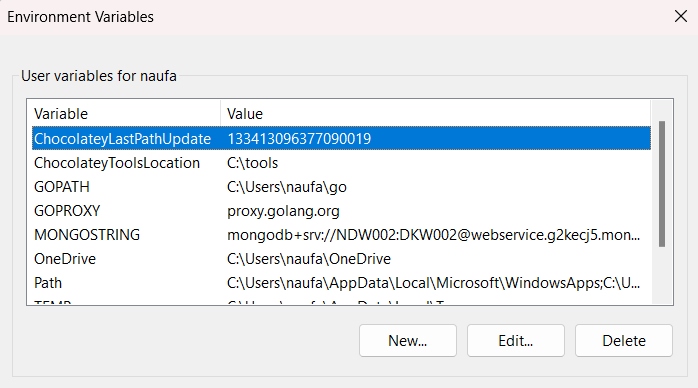 Environment Variables
User variables for naufa
Variable Value
ChocolateyLastPathUpdate 133413096377090019
ChocolateyToolsLocation C:\tools
GOPATH C:\Users\naufa\go
GOPROXY proxy.golang.org
MONGOSTRING mongodb+srv://NDW002:DKW002@webservice.g2kecj5.mon...
OneDrive C:\Users\naufa\OneDrive
Path C:\Users\naufa\AppData\Local\Microsoft\WindowsApps;C:\U...
New... Edit... Delete